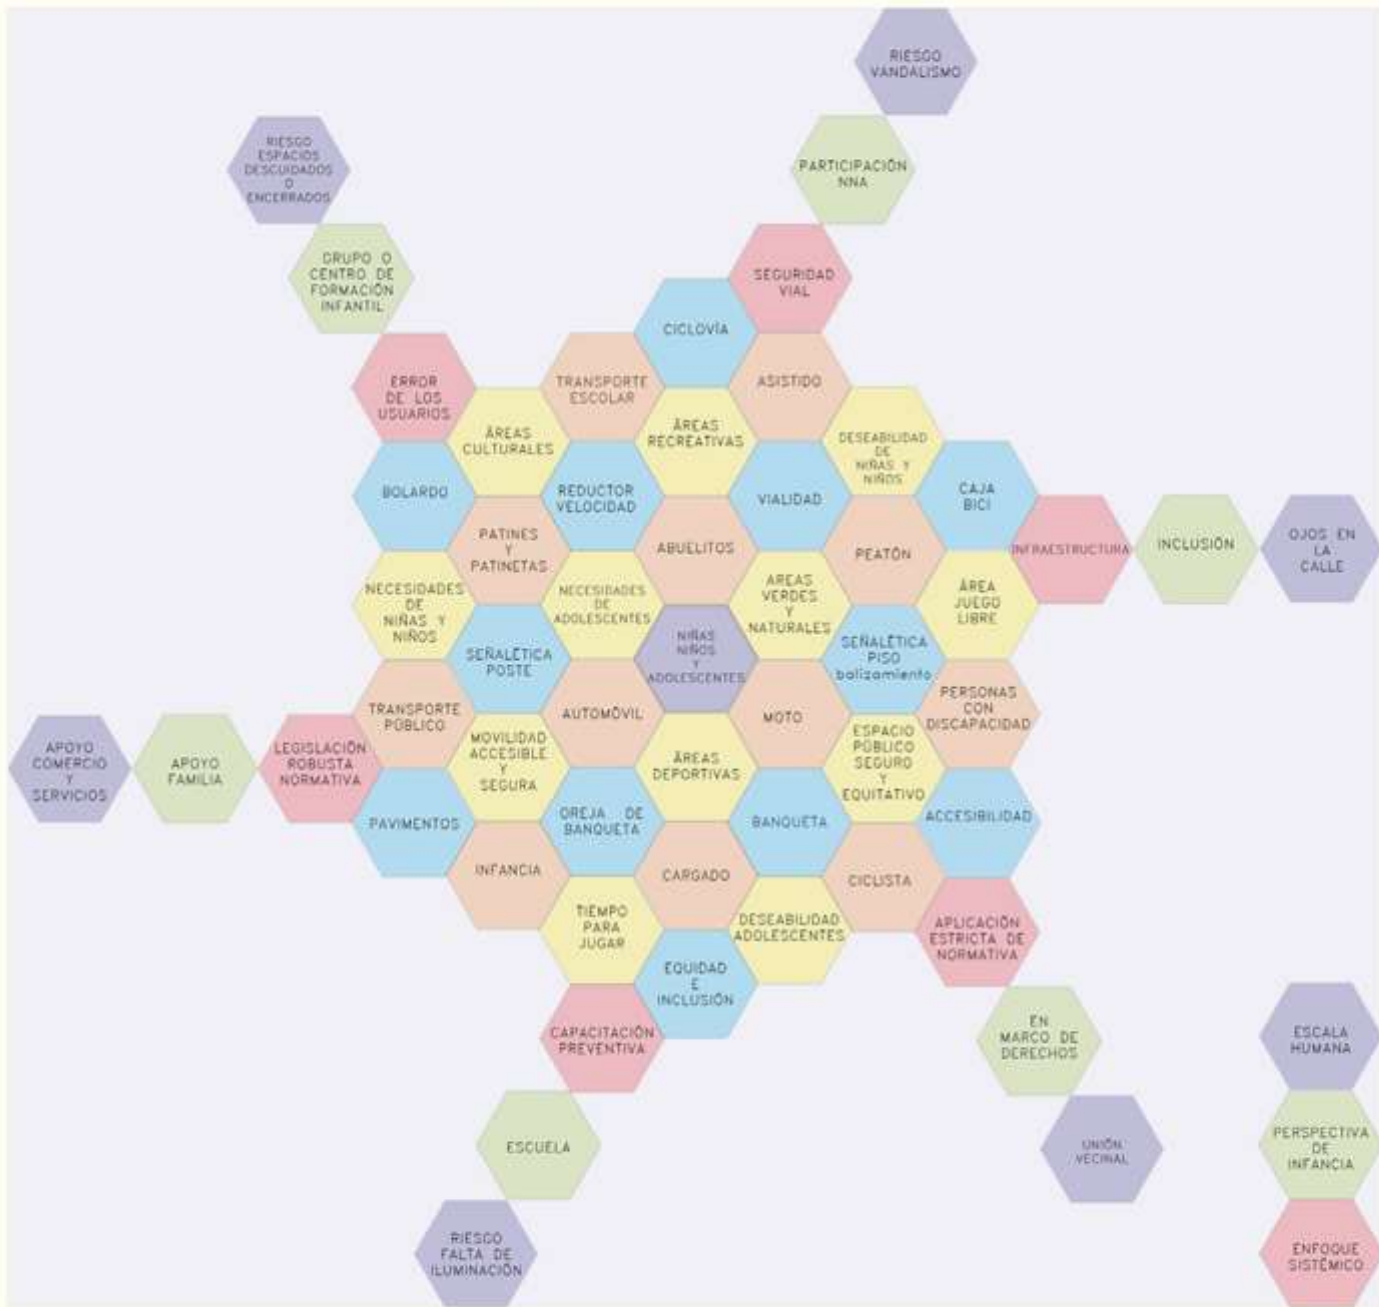 RIESGO
VANDALISMO
RIESGO
ESPACIOS
DESCUIDADOS
O
ENCERRADOS
PARTICIPACIÓN
NNA
GRUPO O
CENTRO DE
FORMACIÓN
INFANTIL
SEGURIDAD
VIAL
CICLOVÍA
ERROR
DE LOS
USUARIOS
TRANSPORTE
ESCOLAR
ASISTIDO
ÁREAS
CULTURALES
ÁREAS
RECREATIVAS
DESEABILIDAD
DE
NIÑAS Y
NIÑOS
BOLARDO
REDUCTOR
VELOCIDAD
VIALIDAD
CAJA
BICI
PATINES
Y
PATINETAS
ABUELITOS
PEATÓN
INFRAESTRUCTURA
INCLUSIÓN
OJOS EN
LA
CALLE
NECESIDADES
DE
NIÑAS Y
NIÑOS
NECESIDADES
DE
ADOLESCENTES
AREAS
VERDES
Y
NATURALES
ÁREA
JUEGO
LIBRE
SEÑALÉTICA
POSTE
NIÑAS
NIÑOS
Y
ADOLESCENTES
SEÑALÉTICA
PISO
balizamiento
TRANSPORTE
PÚBLICO
AUTOMÓVIL
MOTO
PERSONAS
CON
DISCAPACIDAD
APOYO
COMERCIO
Y
SERVICIOS
APOYO
FAMILIA
LEGISLACIÓN
ROBUSTA
NORMATIVA
MOVILIDAD
ACCESIBLE
Y
SEGURA
ÁREAS
DEPORTIVAS
ESPACIO
PÚBLICO
SEGURO
Y
EQUITATIVO
PAVIMENTOS
OREJA DE
BANQUETA
BANQUETA
ACCESIBILIDAD
INFANCIA
CARGADO
CICLISTA
TIEMPO
PARA
JUGAR
DESEABILIDAD
ADOLESCENTES
APLICACIÓN
ESTRICTA DE
NORMATIVA
EQUIDAD
E
INCLUSIÓN
CAPACITACIÓN
PREVENTIVA
EN
MARCO DE
DERECHOS
ESCALA
HUMANA
ESCUELA
UNIÓN
VECINAL
PERSPECTIVA
DE
INFANCIA
RIESGO
FALTA DE
ILUMINACIÓN
ENFOQUE
SISTÉMICO